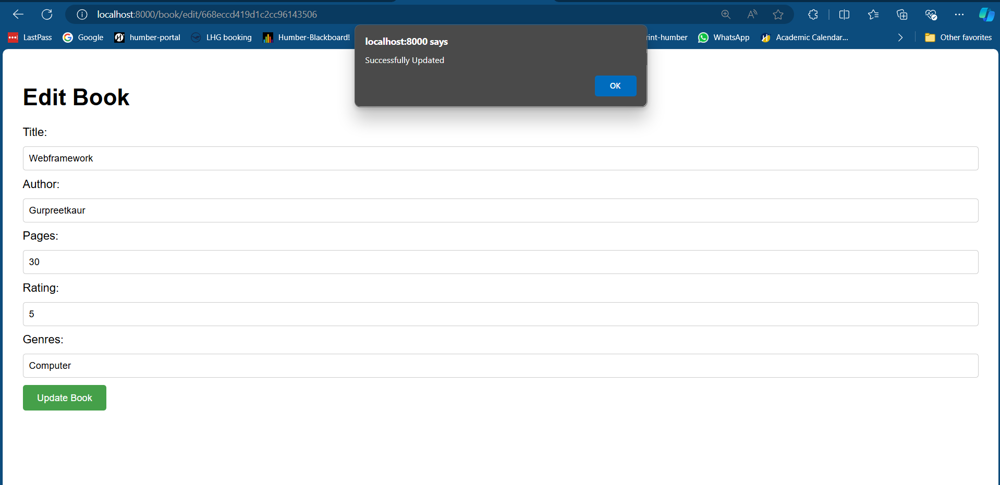 localhost:8000/book/edit/668eccd419d1c2cc96143506
LastPass Google humber-portal LHG booking Humber-Blackboard! int-humber WhatsApp Academic Calendar... Other favorites
localhost:8000 says
Successfully Updated
OK
Edit Book
Title:
Webframework
Author:
Gurpreetkaur
Pages:
30
Rating:
5
Genres:
Computer
Update Book